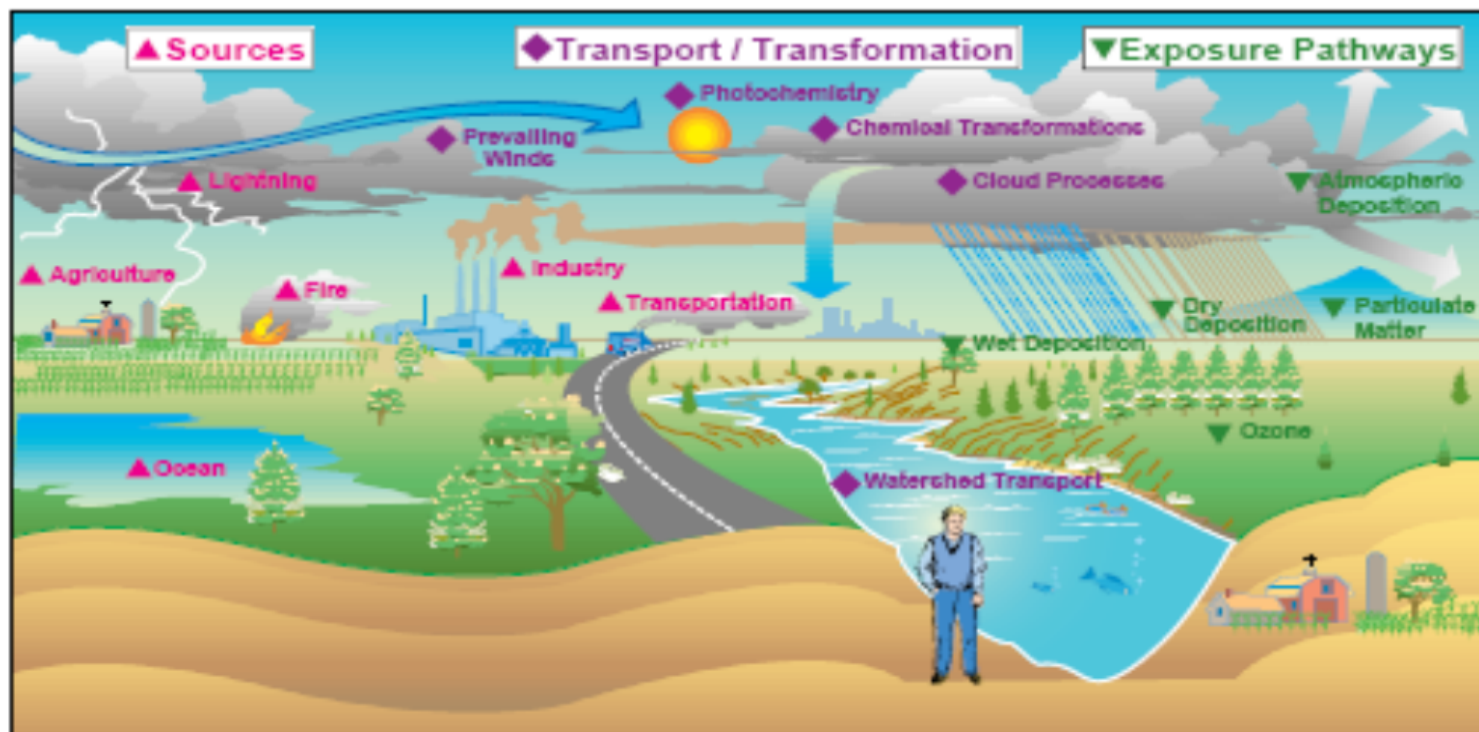 Sources
Transport / Transformation
Exposure Pathways
Photochemistry
Prevailing
Winds
Chemical Transformations
Lightning
Cloud Processes
Atmospheric
Deposition
Agriculture
Industry
Fire
Transportation
Dry
Deposition
Particulate
Matter
Wet Deposition
Ozone
Ocean
Watershed Transport